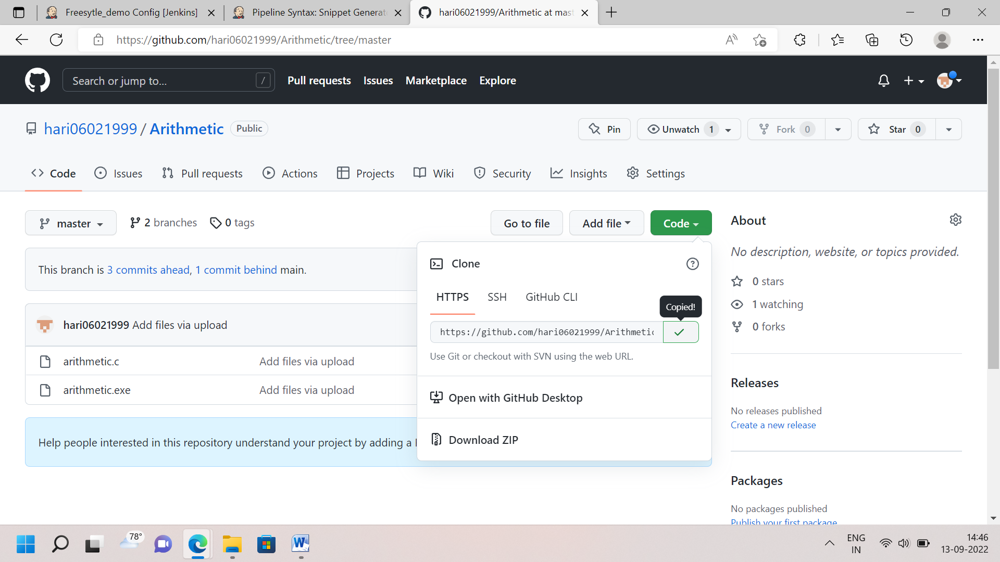 Freesytle_demo Config [Jenkins]
Pipeline Syntax: Snippet Generat
hari06021999/Arithmetic at mast
https://github.com/hari06021999/Arithmetic/tree/master
Search or jump to...
/
Pull requests
Issues
Marketplace
Explore
hari06021999 / Arithmetic
Public
Pin
Unwatch 1
Fork 0
Star 0
Code
Issues
Pull requests
Actions
Projects
Wiki
Security
Insights
Settings
master
2 branches
0 tags
Go to file
Add file
Code
About
No description, website, or topics provided.
This branch is 3 commits ahead, 1 commit behind main.
Clone
HTTPS
SSH
GitHub CLI
Copied!
https://github.com/hari06021999/Arithmetic
Use Git or checkout with SVN using the web URL.
Open with GitHub Desktop
Download ZIP
hari06021999 Add files via upload
arithmetic.c
Add files via upload
arithmetic.exe
Add files via upload
Help people interested in this repository understand your project by adding a
0 stars
1 watching
0 forks
Releases
No releases published
Create a new release
Packages
No packages published
Publish your first package
78°
ENG
IN
14:46
13-09-2022